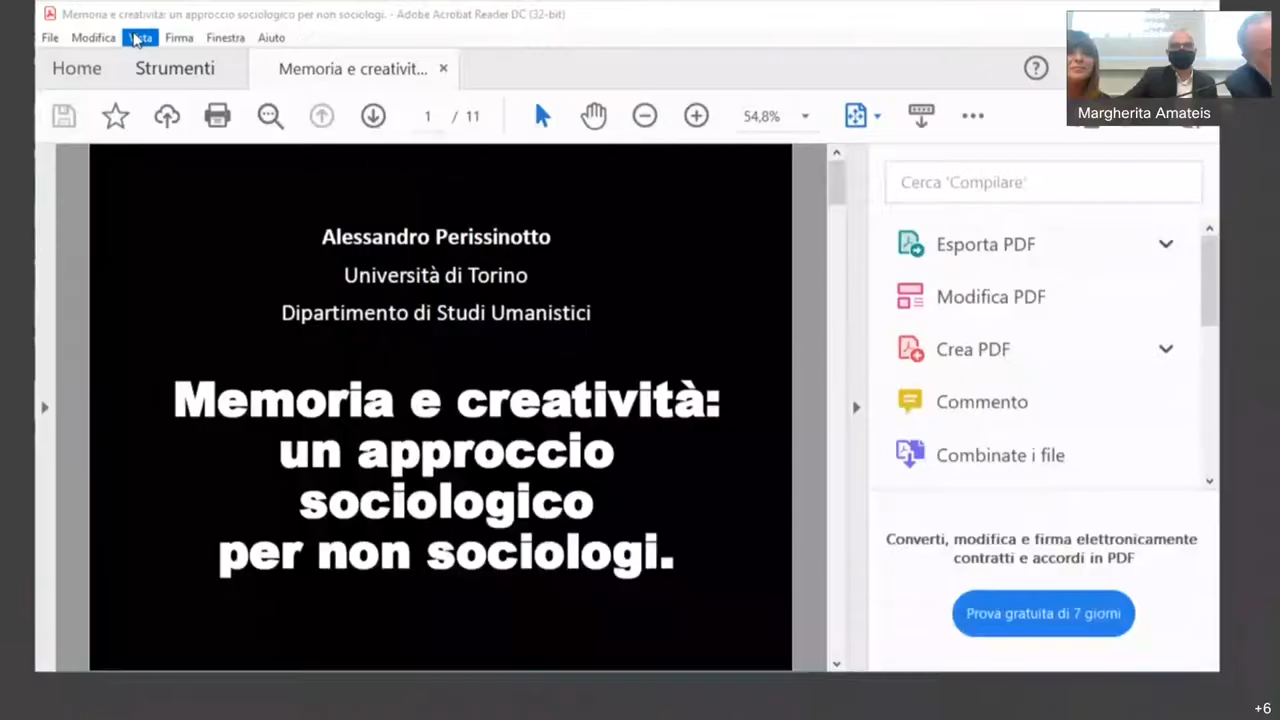 Memoria e creatività: un approccio sociologico per non sociologi. - Adobe Acrobat Reader DC (32-bit)
File Modifica Vista Firma Finestra Aiuto
Home Strumenti Memoria e creativit... ×
1 / 11 54,8%
Margherita Amateis
Cerca 'Compilare'
Alessandro Perissinotto
Università di Torino
Dipartimento di Studi Umanistici
Memoria e creatività:
un approccio
sociologico
per non sociologi.
Esporta PDF
Modifica PDF
Crea PDF
Commento
Combinate i file
Converti, modifica e firma elettronicamente
contratti e accordi in PDF
Prova gratuita di 7 giorni
+6